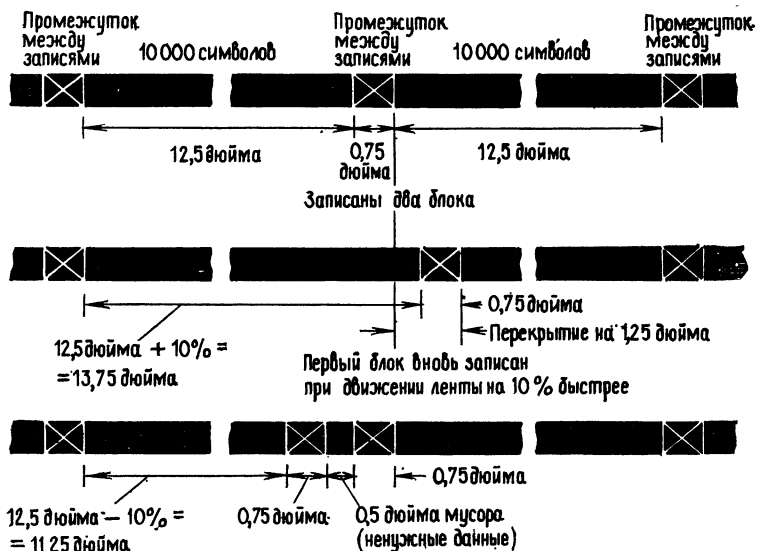 Промежуток
между
записями
10 000 символов
Промежуток
между
записями
10 000 символов
Промежуток
между
записями
12,5 дюйма
0,75
дюйма
12,5 дюйма
Записаны два блока
0,75 дюйма
Перекрытие на 1,25 дюйма
12,5 дюйма + 10% =
= 13,75 дюйма
Первый блок вновь записан
при движении ленты на 10 % быстрее
0,75 дюйма
12,5 дюйма – 10% =
= 11,25 дюйма
0,75 дюйма
0,5 дюйма мусора
(ненужные данные)